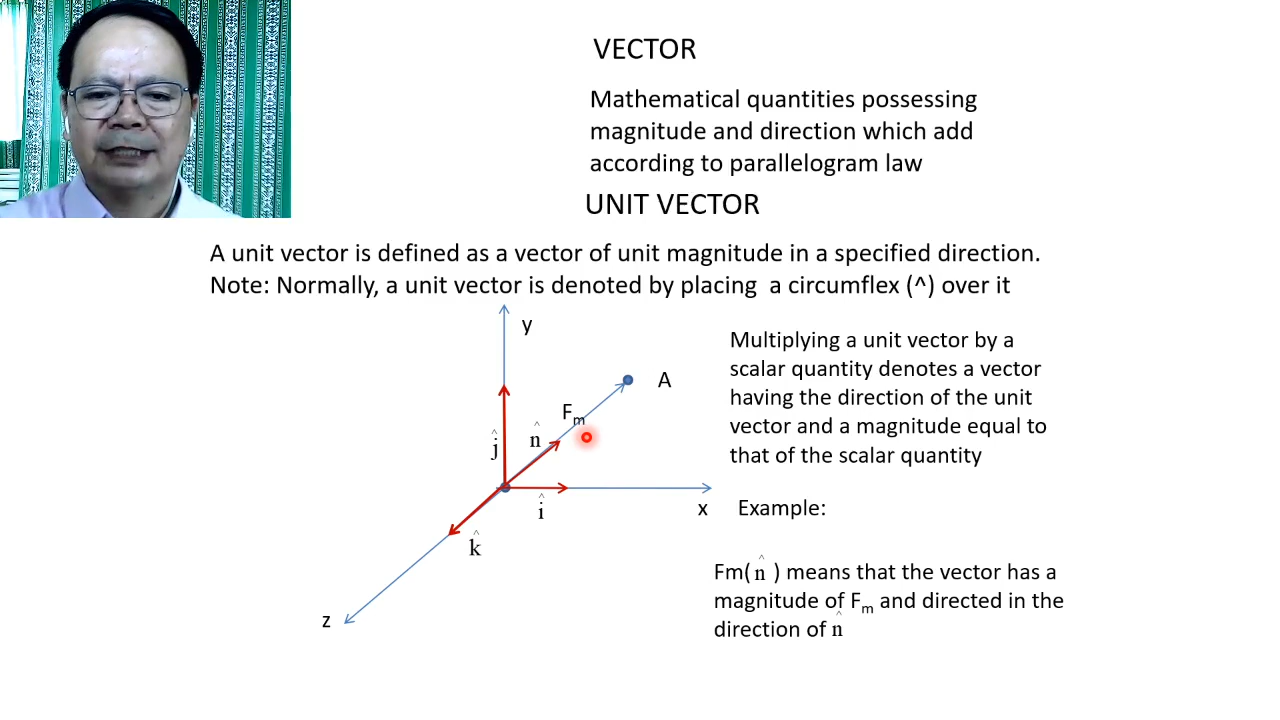 VECTOR
Mathematical quantities possessing
magnitude and direction which add
according to parallelogram law
UNIT VECTOR
A unit vector is defined as a vector of unit magnitude in a specified direction.
Note: Normally, a unit vector is denoted by placing  a circumflex (^) over it
y
Multiplying a unit vector by a
scalar quantity denotes a vector
having the direction of the unit
vector and a magnitude equal to
that of the scalar quantity
A
Fm
n̂
ĵ
î
x
k̂
z
Example:
Fm( n̂ ) means that the vector has a
magnitude of Fm and directed in the
direction of n̂